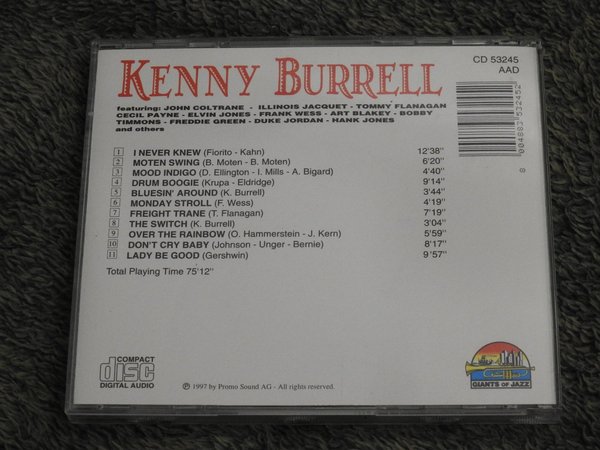 KENNY BURRELL
CD 53245
AAD
featuring: JOHN COLTRANE - ILLINOIS JACQUET - TOMMY FLANAGAN
CECIL PAYNE - ELVIN JONES - FRANK WESS - ART BLAKEY - BOBBY
TIMMONS - FREDDIE GREEN - DUKE JORDAN - HANK JONES
and others
8 004883 532452
1 I NEVER KNEW (Fiorito - Kahn) 12'38"
2 MOTEN SWING (B. Moten - B. Moten) 6'20"
3 MOOD INDIGO (D. Ellington - I. Mills - A. Bigard) 4'40"
4 DRUM BOOGIE (Krupa - Eldridge) 9'14"
5 BLUESIN' AROUND (K. Burrell) 3'44"
6 MONDAY STROLL (F. Wess) 4'19"
7 FREIGHT TRANE (T. Flanagan) 7'19"
8 THE SWITCH (K. Burrell) 3'04"
9 OVER THE RAINBOW (O. Hammerstein - J. Kern) 5'59"
10 DON'T CRY BABY (Johnson - Unger - Bernie) 8'17"
11 LADY BE GOOD (Gershwin) 9'57"
Total Playing Time 75'12"
COMPACT
disc
DIGITAL AUDIO
℗ 1997 by Promo Sound AG - All rights reserved.
GIANTS OF JAZZ